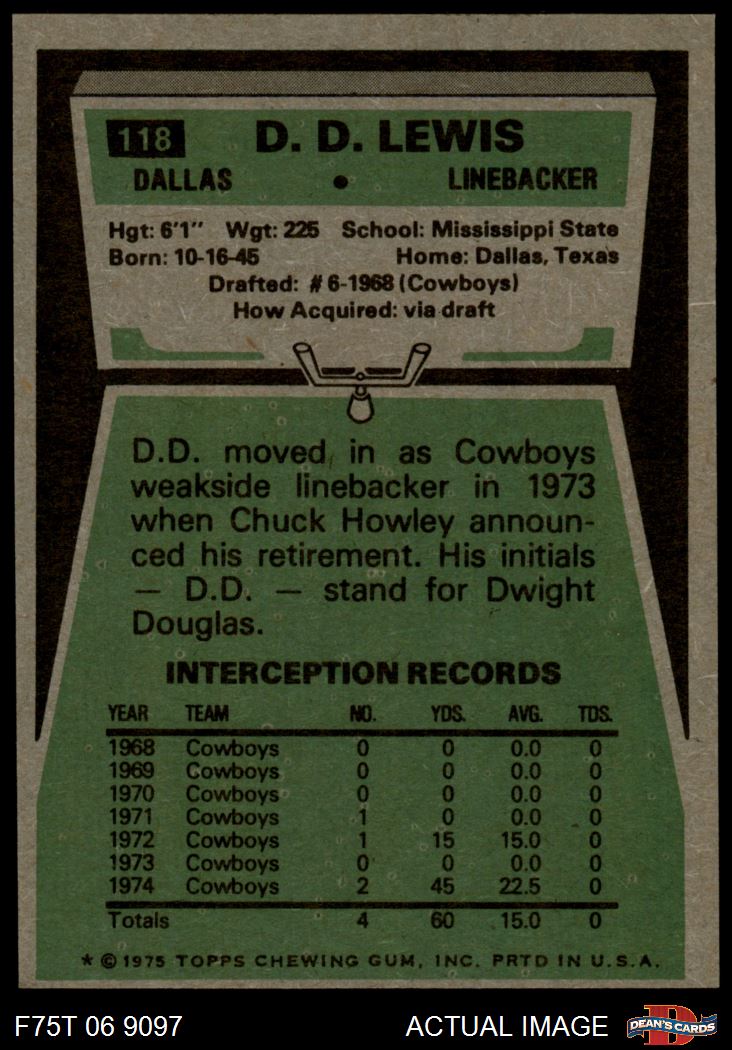 118 D. D. LEWIS
DALLAS • LINEBACKER
Hgt: 6'1" Wgt: 225 School: Mississippi State
Born: 10-16-45 Home: Dallas, Texas
Drafted: #6-1968 (Cowboys)
How Acquired: via draft
D.D. moved in as Cowboys
weakside linebacker in 1973
when Chuck Howley announ-
ced his retirement. His initials
— D.D. — stand for Dwight
Douglas.
INTERCEPTION RECORDS
YEAR TEAM NO. YDS. AVG. TDS.
1968 Cowboys 0 0 0.0 0
1969 Cowboys 0 0 0.0 0
1970 Cowboys 0 0 0.0 0
1971 Cowboys 1 0 0.0 0
1972 Cowboys 1 15 15.0 0
1973 Cowboys 0 0 0.0 0
1974 Cowboys 2 45 22.5 0
Totals 4 60 15.0 0
* © 1975 TOPPS CHEWING GUM, INC. PRTD IN U.S.A.
F75T 06 9097 ACTUAL IMAGE DEAN'S CARDS